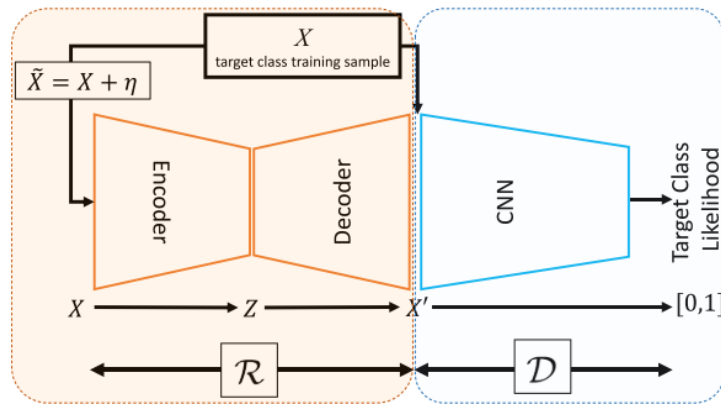 X
target class training sample
X̃ = X + η
Encoder
Decoder
CNN
Target Class
Likelihood
X
Z
X′
[0,1]
ℛ
𝒟